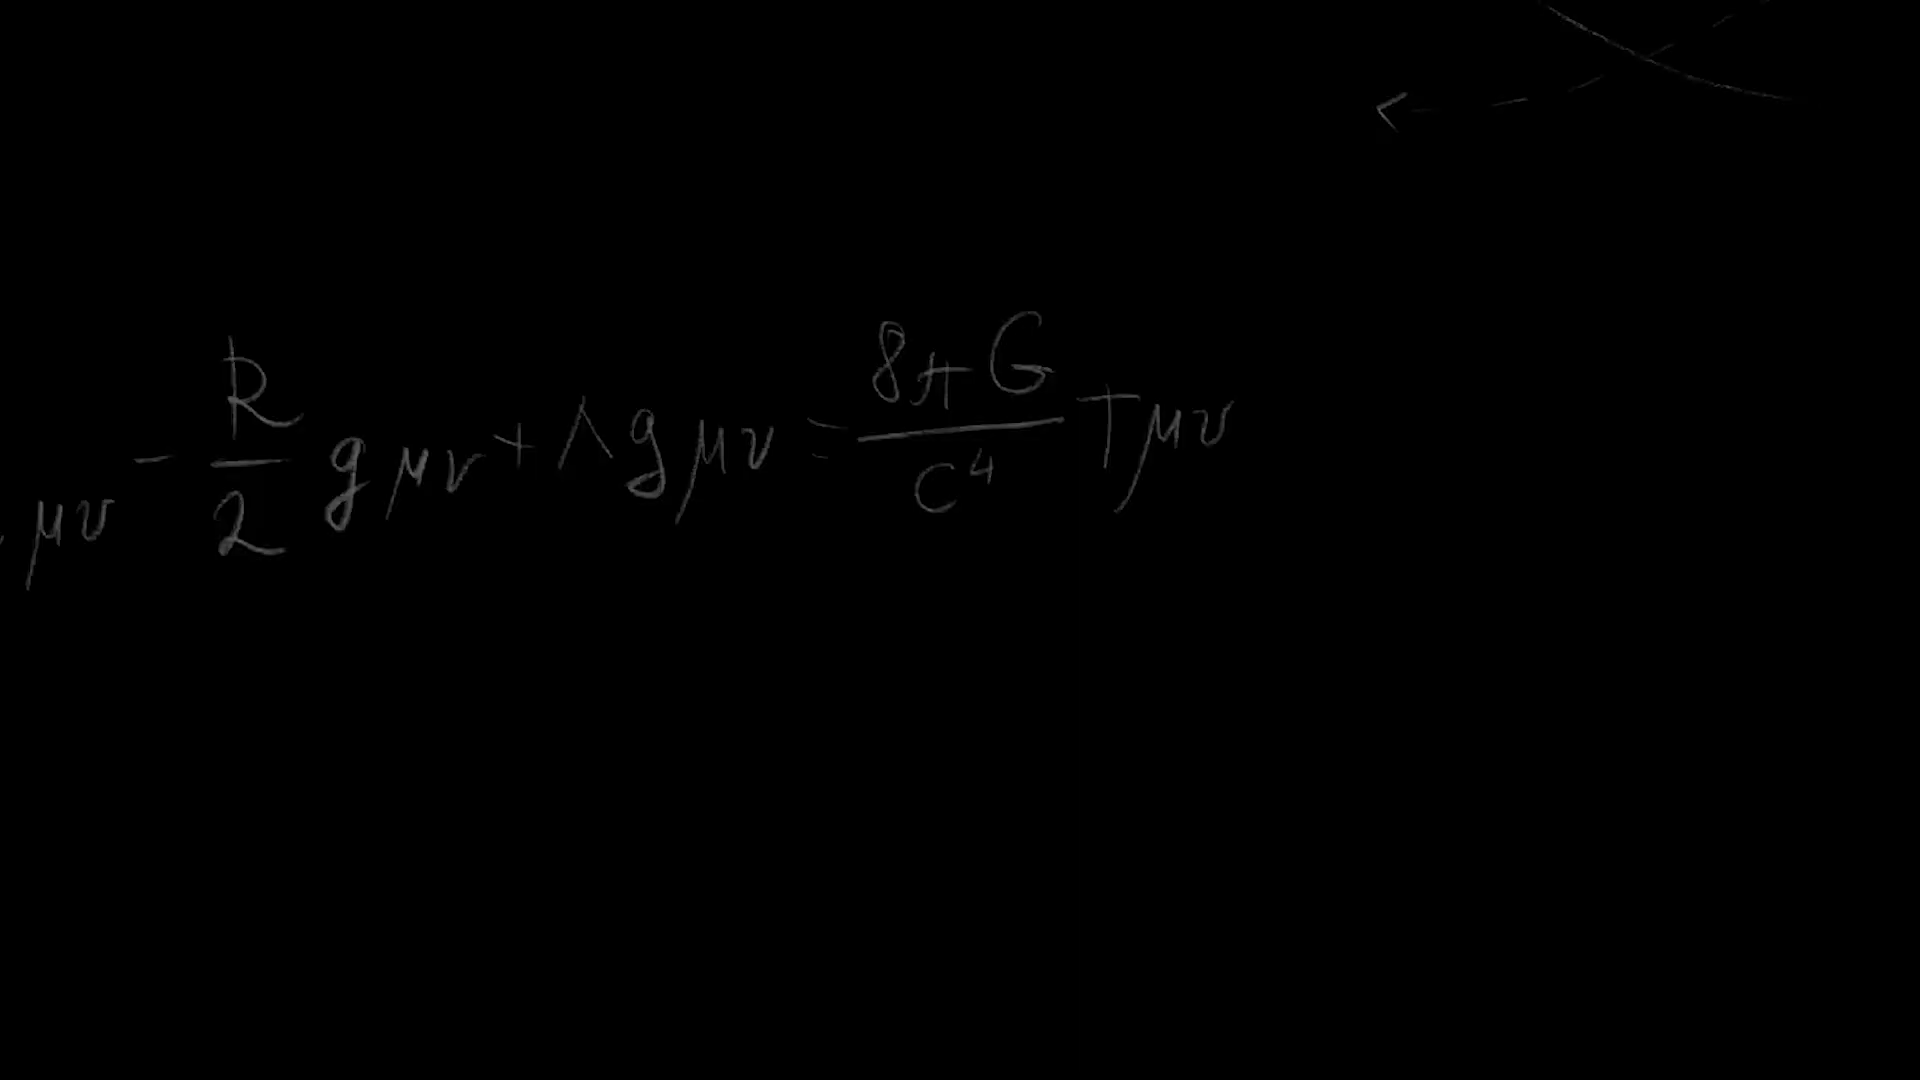 μν - R/2 gμν + Λgμν = 8πG/c⁴ Tμν